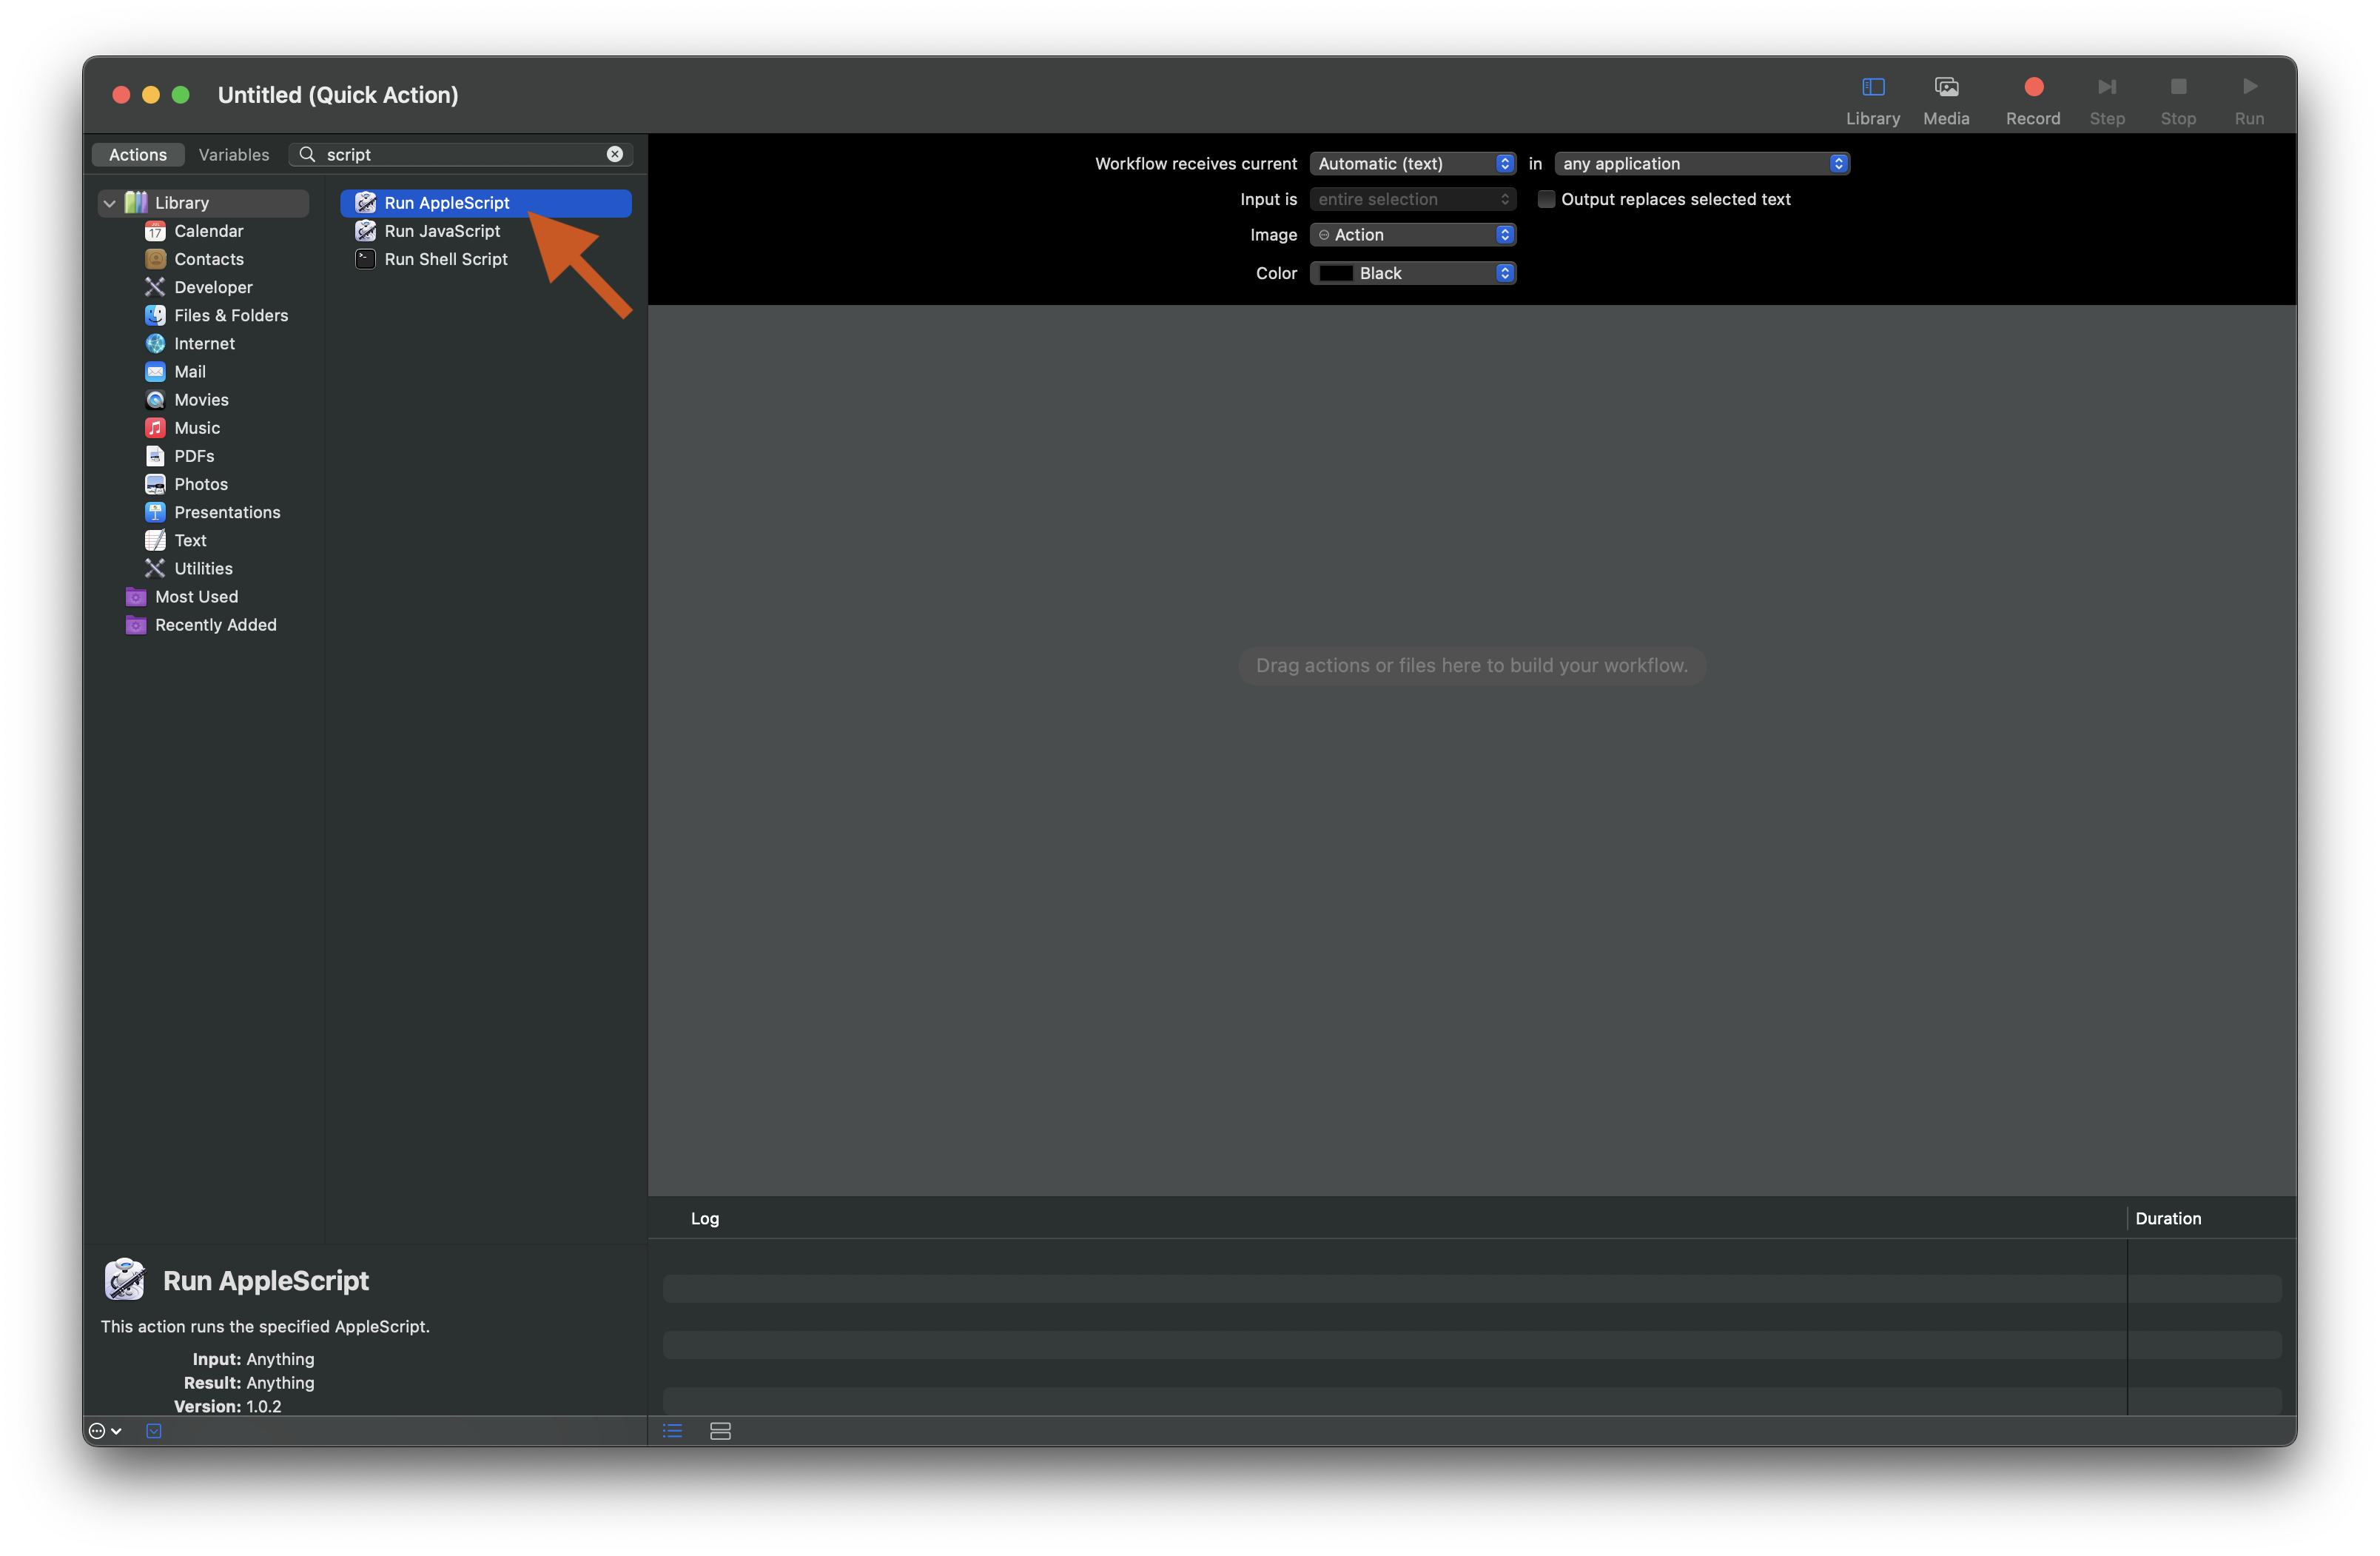 Untitled (Quick Action)
Library
Media
Record
Step
Stop
Run
Actions
Variables
script
Library
Calendar
Contacts
Developer
Files & Folders
Internet
Mail
Movies
Music
PDFs
Photos
Presentations
Text
Utilities
Most Used
Recently Added
Run AppleScript
Run JavaScript
Run Shell Script
Workflow receives current Automatic (text) in any application
Input is entire selection Output replaces selected text
Image Action
Color Black
Drag actions or files here to build your workflow.
Log
Duration
Run AppleScript
This action runs the specified AppleScript.
Input: Anything
Result: Anything
Version: 1.0.2